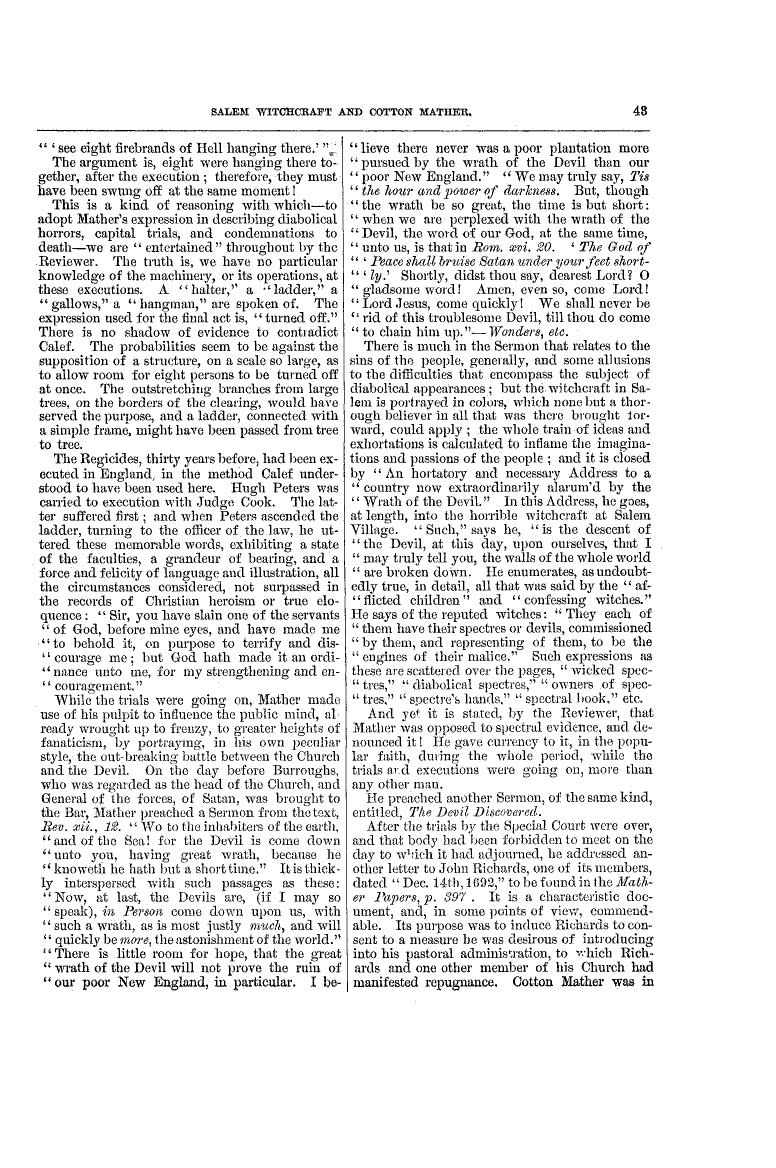 SALEM WITCHCRAFT AND COTTON MATHER. 43
“ ‘ see eight firebrands of Hell hanging there.’ ”
The argument is, eight were hanging there to-
gether, after the execution ; therefore, they must
have been swung off at the same moment!
This is a kind of reasoning with which—to
adopt Mather's expression in describing diabolical
horrors, capital trials, and condemnations to
death—we are “ entertained ” throughout by the
Reviewer. The truth is, we have no particular
knowledge of the machinery, or its operations, at
these executions. A “ halter,” a “ ladder,” a
“ gallows,” a “ hangman,” are spoken of. The
expression used for the final act is, “ turned off.”
There is no shadow of evidence to contradict
Calef. The probabilities seem to be against the
supposition of a structure, on a scale so large, as
to allow room for eight persons to be turned off
at once. The outstretching branches from large
trees, on the borders of the clearing, would have
served the purpose, and a ladder, connected with
a simple frame, might have been passed from tree
to tree.
The Regicides, thirty years before, had been ex-
ecuted in England, in the method Calef under-
stood to have been used here. Hugh Peters was
carried to execution with Judge Cook. The lat-
ter suffered first ; and when Peters ascended the
ladder, turning to the officer of the law, he ut-
tered these memorable words, exhibiting a state
of the faculties, a grandeur of bearing, and a
force and felicity of language and illustration, all
the circumstances considered, not surpassed in
the records of Christian heroism or true elo-
quence : “ Sir, you have slain one of the servants
“ of God, before mine eyes, and have made me
“ to behold it, on purpose to terrify and dis-
“ courage me ; but God hath made it an ordi-
“ nance unto me, for my strengthening and en-
“ couragement.”
While the trials were going on, Mather made
use of his pulpit to influence the public mind, al-
ready wrought up to frenzy, to greater heights of
fanaticism, by portraying, in his own peculiar
style, the out-breaking battle between the Church
and the Devil. On the day before Burroughs,
who was regarded as the head of the Church, and
General of the forces, of Satan, was brought to
the Bar, Mather preached a Sermon from the text,
Rev. xii., 12. “ Wo to the inhabiters of the earth,
“ and of the Sea! for the Devil is come down
“ unto you, having great wrath, because he
“ knoweth he hath but a short time.” It is thick-
ly interspersed with such passages as these:
“ Now, at last, the Devils are, (if I may so
“ speak), in Person come down upon us, with
“ such a wrath, as is most justly much, and will
“ quickly be more, the astonishment of the world.”
“ There is little room for hope, that the great
“ wrath of the Devil will not prove the ruin of
“ our poor New England, in particular. I be-
“ lieve there never was a poor plantation more
“ pursued by the wrath of the Devil than our
“ poor New England.” “ We may truly say, Tis
“ the hour and power of darkness. But, though
“ the wrath be so great, the time is but short :
“ when we are perplexed with the wrath of the
“ Devil, the word of our God, at the same time,
“ unto us, is that in Rom. xvi. 20. ‘ The God of
“ ‘ Peace shall bruise Satan under your feet short-
“ ‘ ly.’ Shortly, didst thou say, dearest Lord ? O
“ gladsome word ! Amen, even so, come Lord !
“ Lord Jesus, come quickly ! We shall never be
“ rid of this troublesome Devil, till thou do come
“ to chain him up.”—Wonders, etc.
There is much in the Sermon that relates to the
sins of the people, generally, and some allusions
to the difficulties that encompass the subject of
diabolical appearances ; but the witchcraft in Sa-
lem is portrayed in colors, which none but a thor-
ough believer in all that was there brought for-
ward, could apply ; the whole train of ideas and
exhortations is calculated to inflame the imagina-
tions and passions of the people ; and it is closed
by “ An hortatory and necessary Address to a
“ country now extraordinarily alarum'd by the
“ Wrath of the Devil.” In this Address, he goes,
at length, into the horrible witchcraft at Salem
Village. “ Such,” says he, “ is the descent of
“ the Devil, at this day, upon ourselves, that I
“ may truly tell you, the walls of the whole world
“ are broken down. He enumerates, as undoubt-
edly true, in detail, all that was said by the “ af-
“ flicted children ” and “ confessing witches.”
He says of the reputed witches: “ They each of
“ them have their spectres or devils, commissioned
“ by them, and representing of them, to be the
“ engines of their malice.” Such expressions as
these are scattered over the pages, “ wicked spec-
“ tres,” “ diabolical spectres,” “ owners of spec-
“ tres,” “ spectre's hands,” “ spectral book,” etc.
And yet it is stated, by the Reviewer, that
Mather was opposed to spectral evidence, and de-
nounced it ! He gave currency to it, in the popu-
lar faith, during the whole period, while the
trials and executions were going on, more than
any other man.
He preached another Sermon, of the same kind,
entitled, The Devil Discovered.
After the trials by the Special Court were over,
and that body had been forbidden to meet on the
day to which it had adjourned, he addressed an-
other letter to John Richards, one of its members,
dated “ Dec. 14th, 1692,” to be found in the Math-
er Papers, p. 397 . It is a characteristic doc-
ument, and, in some points of view, commend-
able. Its purpose was to induce Richards to con-
sent to a measure he was desirous of introducing
into his pastoral administration, to which Rich-
ards and one other member of his Church had
manifested repugnance. Cotton Mather was in